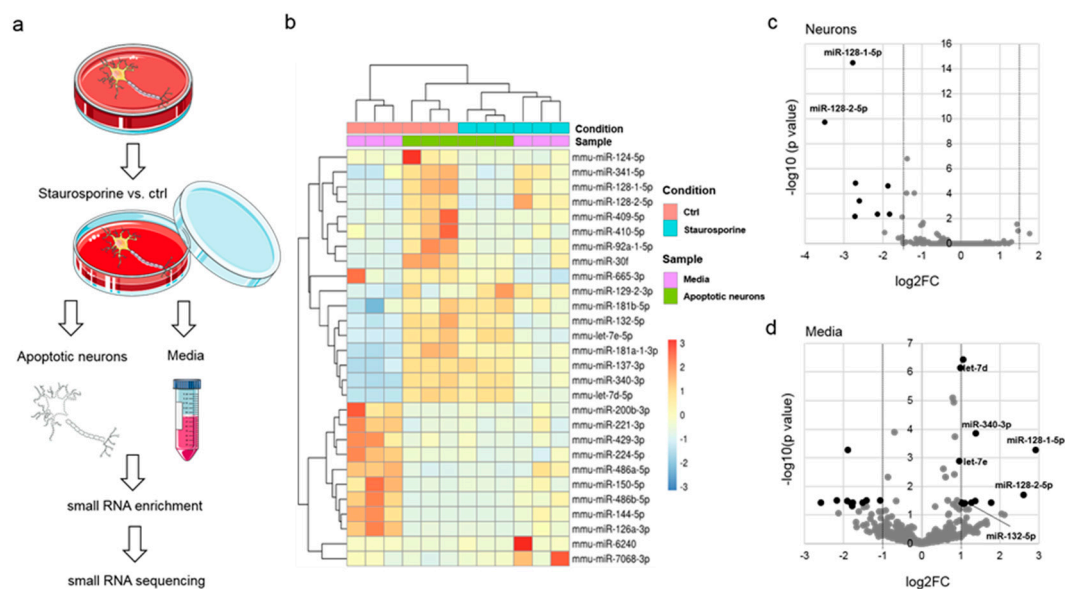 a
Staurosporine vs. ctrl
Apoptotic neurons
Media
small RNA enrichment
small RNA sequencing
b
Condition
Sample
mmu-miR-124-5p
mmu-miR-341-5p
mmu-miR-128-1-5p
mmu-miR-128-2-5p
mmu-miR-409-5p
mmu-miR-410-5p
mmu-miR-92a-1-5p
mmu-miR-30f
mmu-miR-665-3p
mmu-miR-129-2-3p
mmu-miR-181b-5p
mmu-miR-132-5p
mmu-let-7e-5p
mmu-miR-181a-1-3p
mmu-miR-137-3p
mmu-miR-340-3p
mmu-let-7d-5p
mmu-miR-200b-3p
mmu-miR-221-3p
mmu-miR-429-3p
mmu-miR-224-5p
mmu-miR-486a-5p
mmu-miR-150-5p
mmu-miR-486b-5p
mmu-miR-144-5p
mmu-miR-126a-3p
mmu-miR-6240
mmu-miR-7068-3p
Condition
Ctrl
Staurosporine
Sample
Media
Apoptotic neurons
3
2
1
0
-1
-2
-3
c
Neurons
miR-128-1-5p
miR-128-2-5p
16
14
12
10
8
6
4
2
0
-log10 (p value)
-4 -3 -2 -1 0 1 2
log2FC
d
Media
7
6
5
4
3
2
1
0
-log10(p value)
let-7d
miR-340-3p
miR-128-1-5p
let-7e
miR-128-2-5p
miR-132-5p
-3 -2 -1 0 1 2 3
log2FC